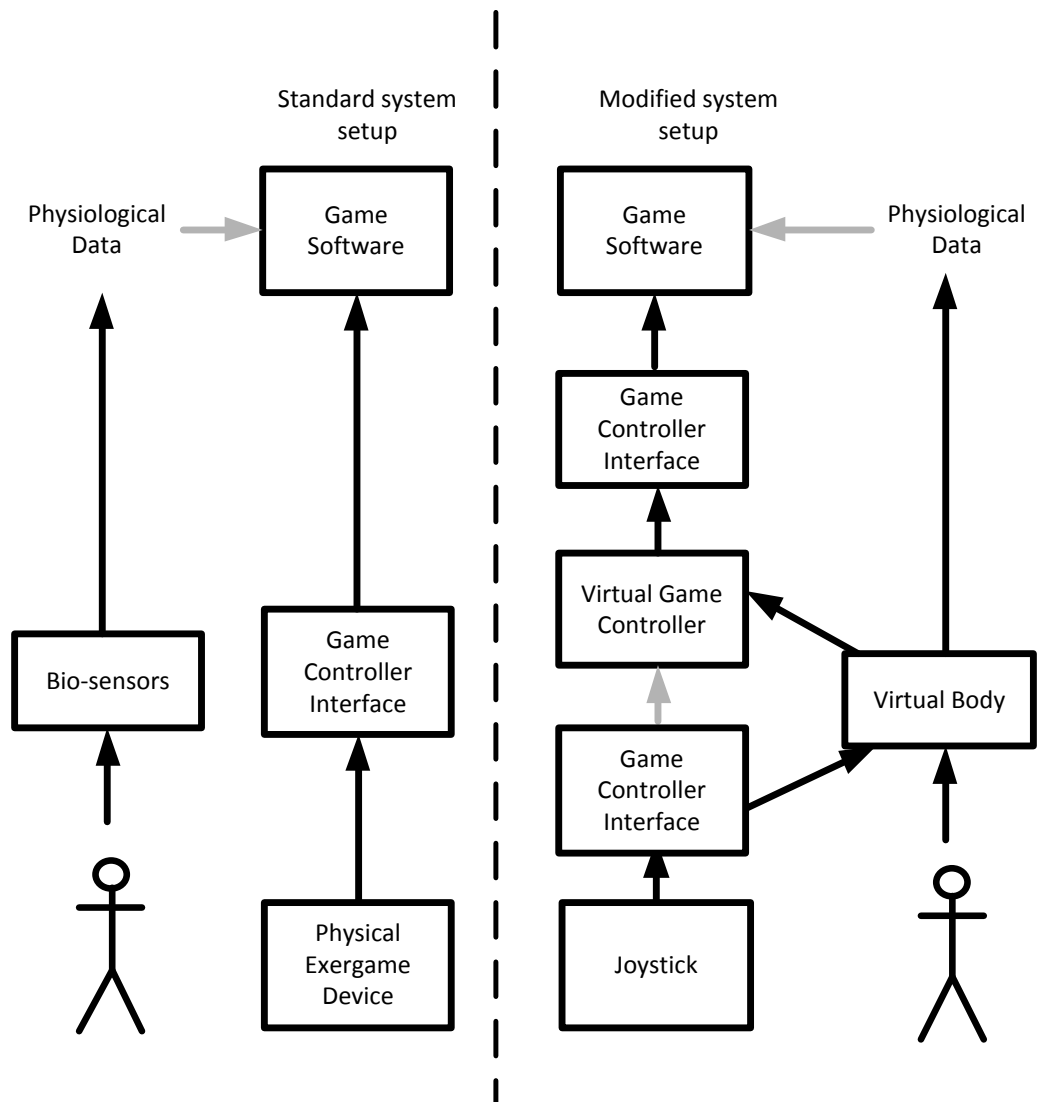 Standard system
setup
Physiological
Data
Game
Software
Bio-sensors
Game
Controller
Interface
Physical
Exergame
Device
Modified system
setup
Game
Software
Physiological
Data
Game
Controller
Interface
Virtual Game
Controller
Virtual Body
Game
Controller
Interface
Joystick